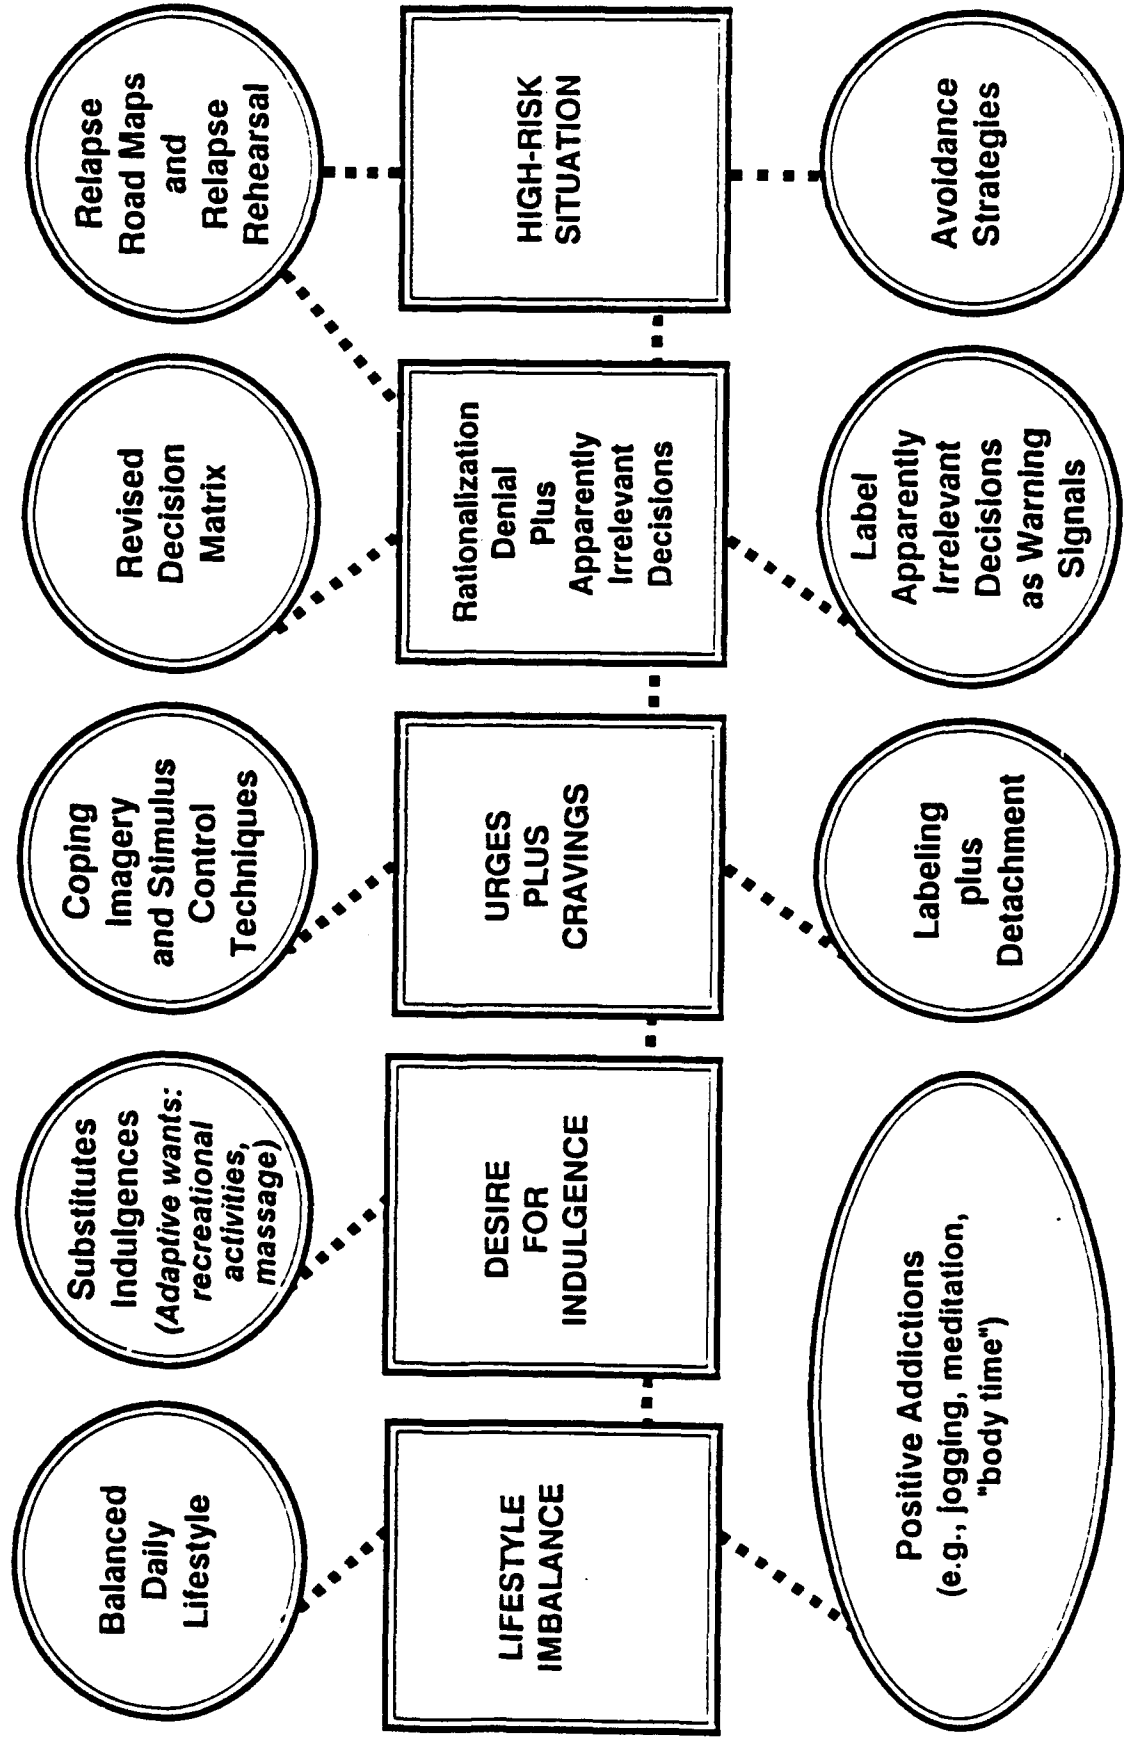 Balanced
Daily
Lifestyle
Substitutes
Indulgences
(Adaptive wants:
recreational
activities,
massage)
Coping
Imagery
and Stimulus
Control
Techniques
Revised
Decision
Matrix
Relapse
Road Maps
and
Relapse
Rehearsal
LIFESTYLE
IMBALANCE
DESIRE
FOR
INDULGENCE
URGES
PLUS
CRAVINGS
Rationalization
Denial
Plus
Apparently
Irrelevant
Decisions
HIGH-RISK
SITUATION
Positive Addictions
(e.g., jogging, meditation,
"body time")
Labeling
plus
Detachment
Label
Apparently
Irrelevant
Decisions
as Warning
Signals
Avoidance
Strategies